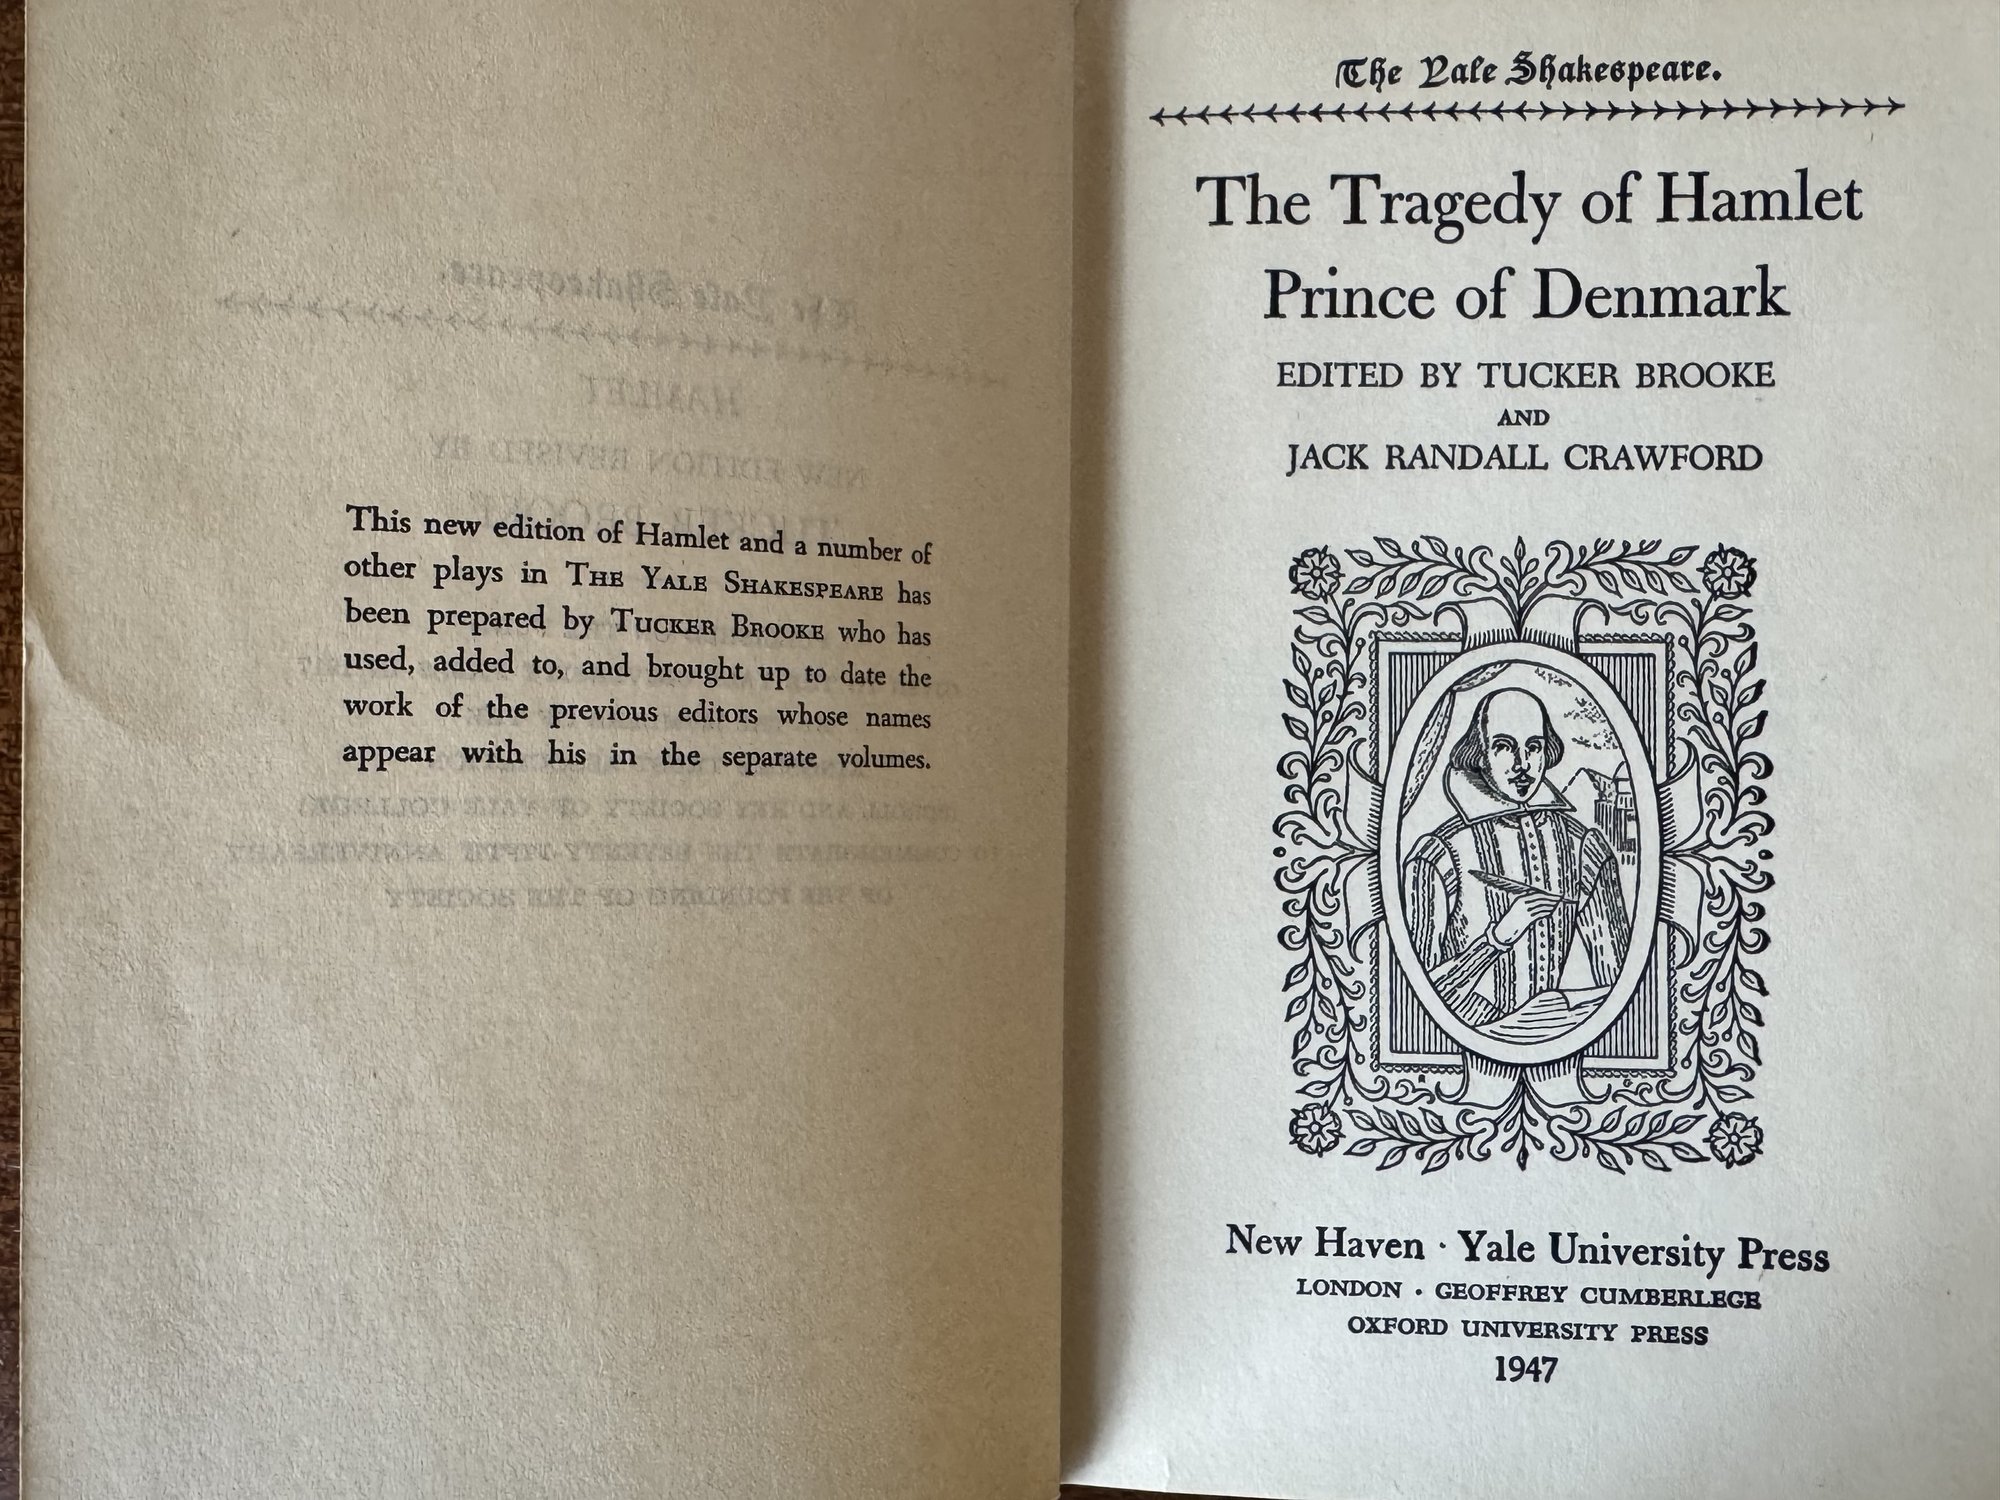 This new edition of Hamlet and a number of
other plays in THE YALE SHAKESPEARE has
been prepared by TUCKER BROOKE who has
used, added to, and brought up to date the
work of the previous editors whose names
appear with his in the separate volumes.
The Yale Shakespeare.
The Tragedy of Hamlet
Prince of Denmark
EDITED BY TUCKER BROOKE
AND
JACK RANDALL CRAWFORD
New Haven · Yale University Press
LONDON · GEOFFREY CUMBERLEGE
OXFORD UNIVERSITY PRESS
1947